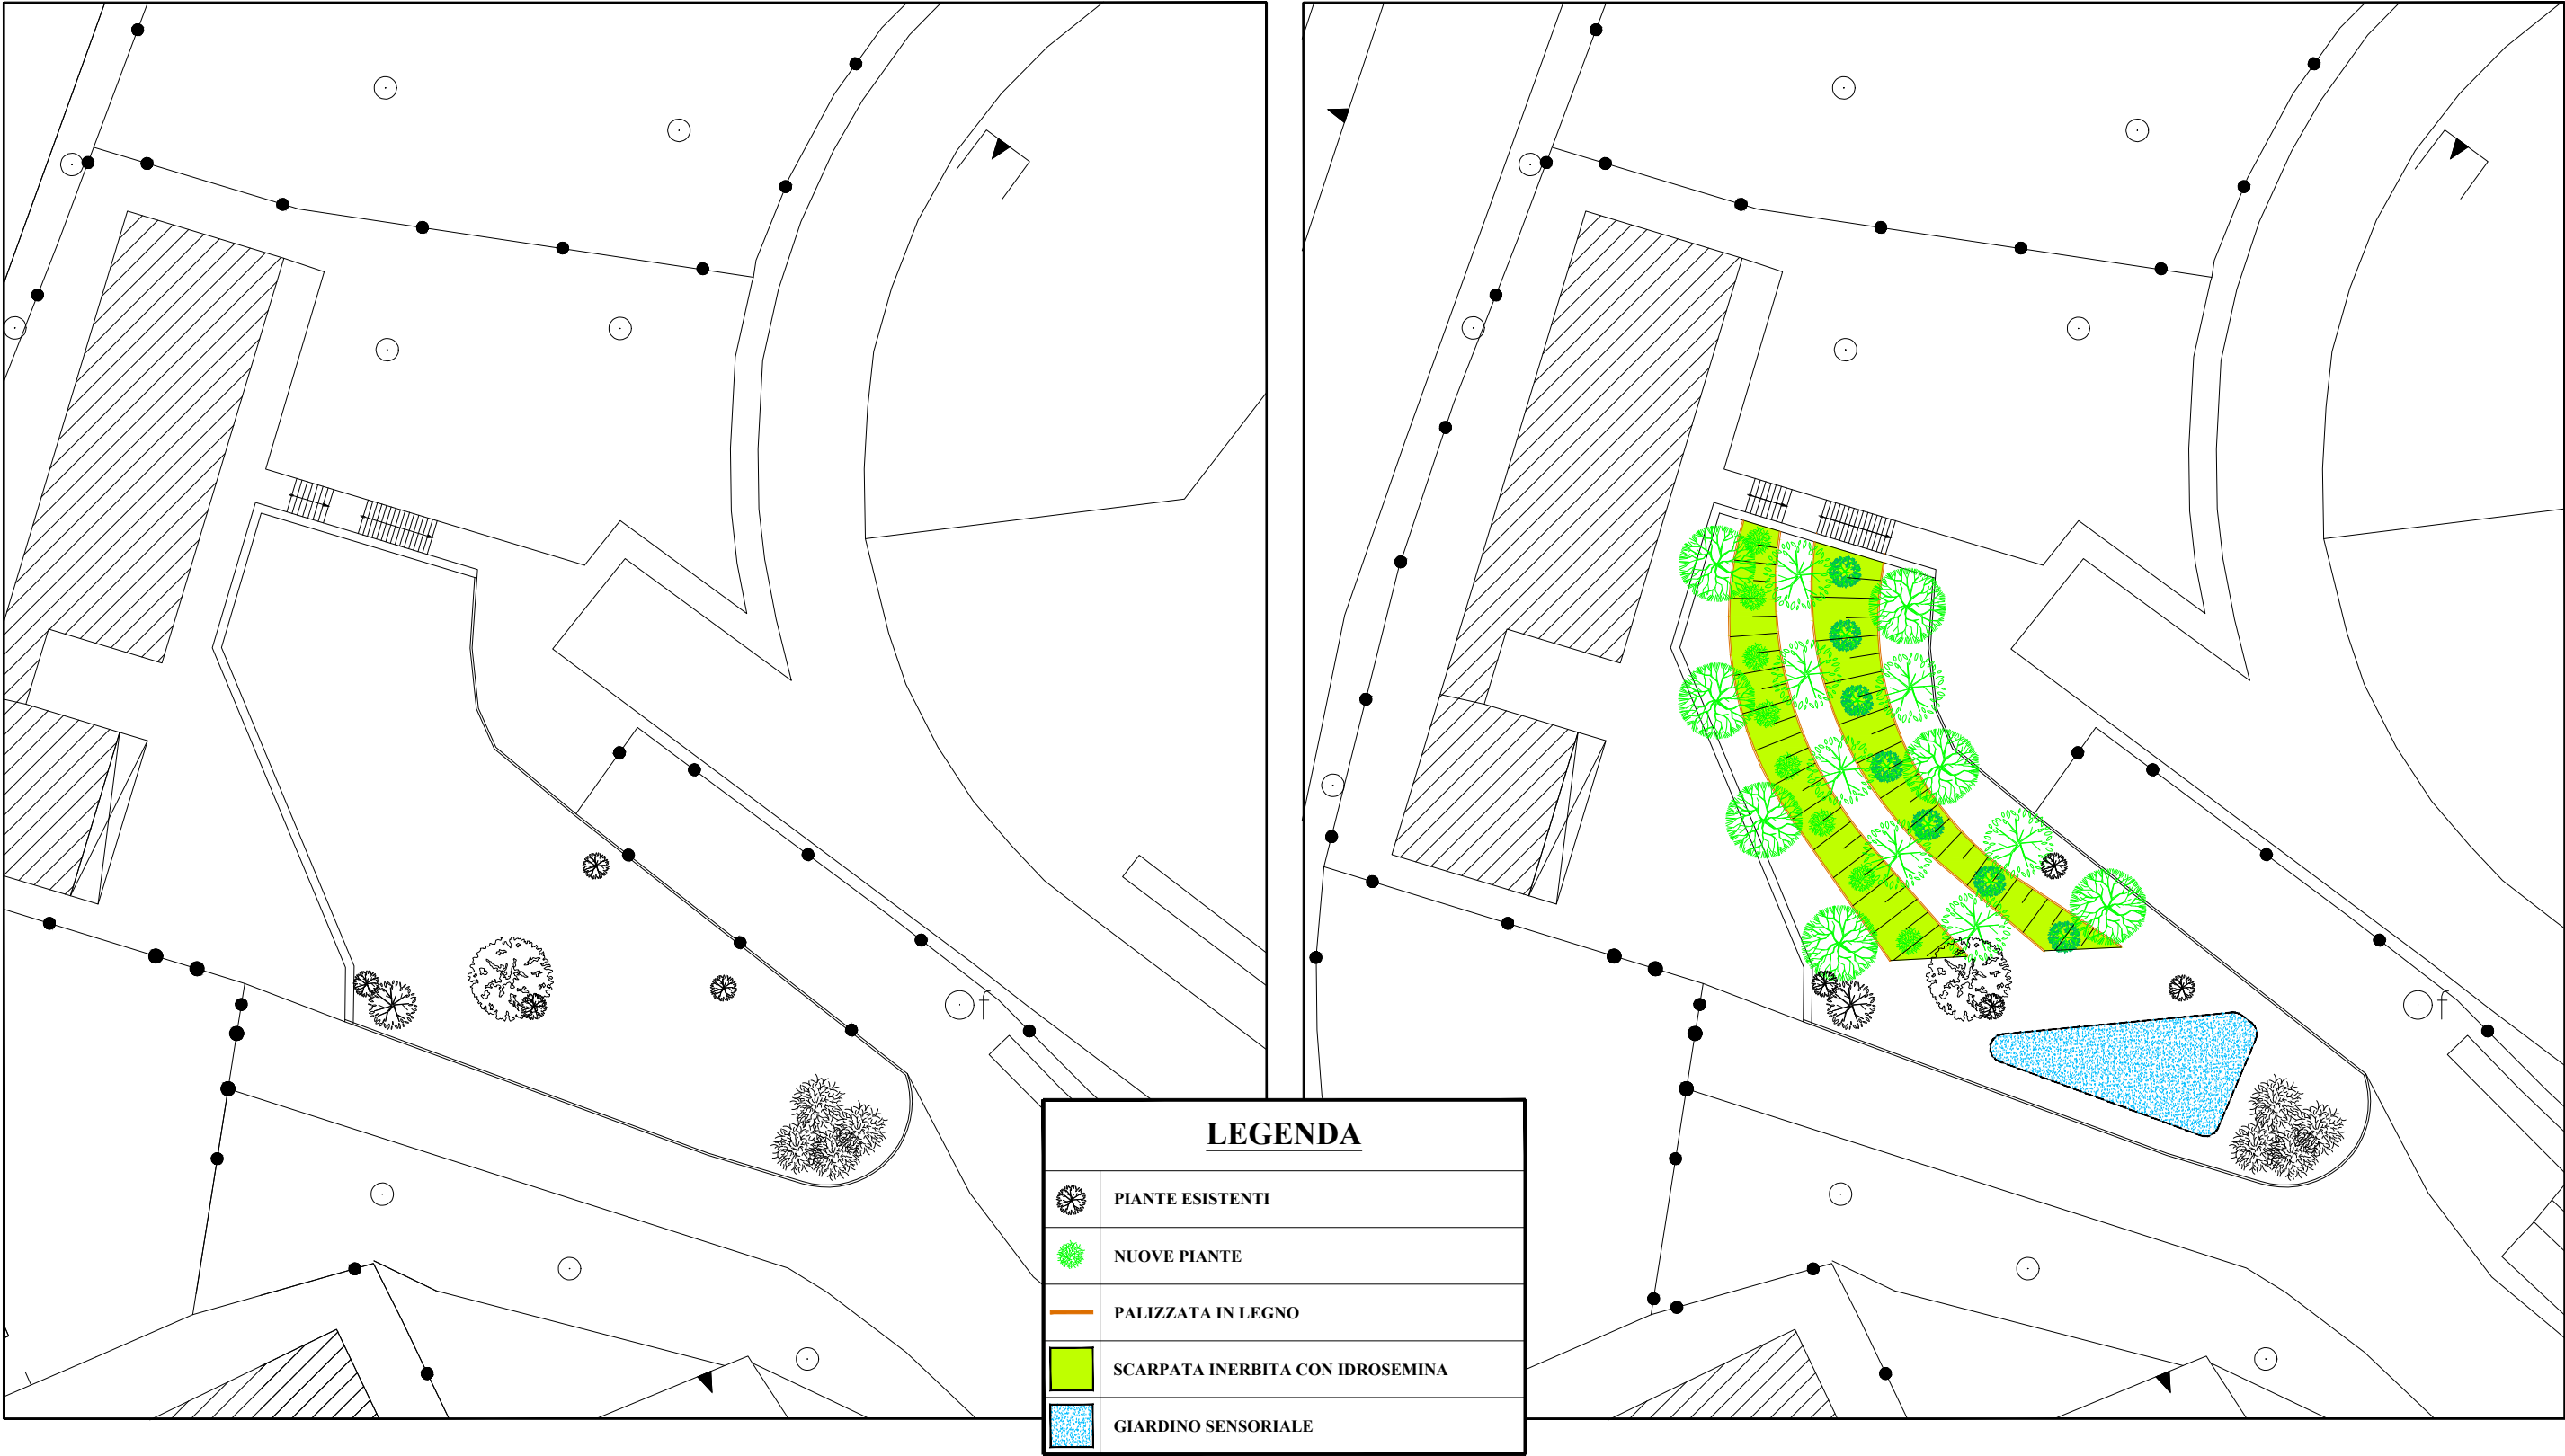 f
f
LEGENDA
PIANTE ESISTENTI
NUOVE PIANTE
PALIZZATA IN LEGNO
SCARPATA INERBITA CON IDROSEMINA
GIARDINO SENSORIALE